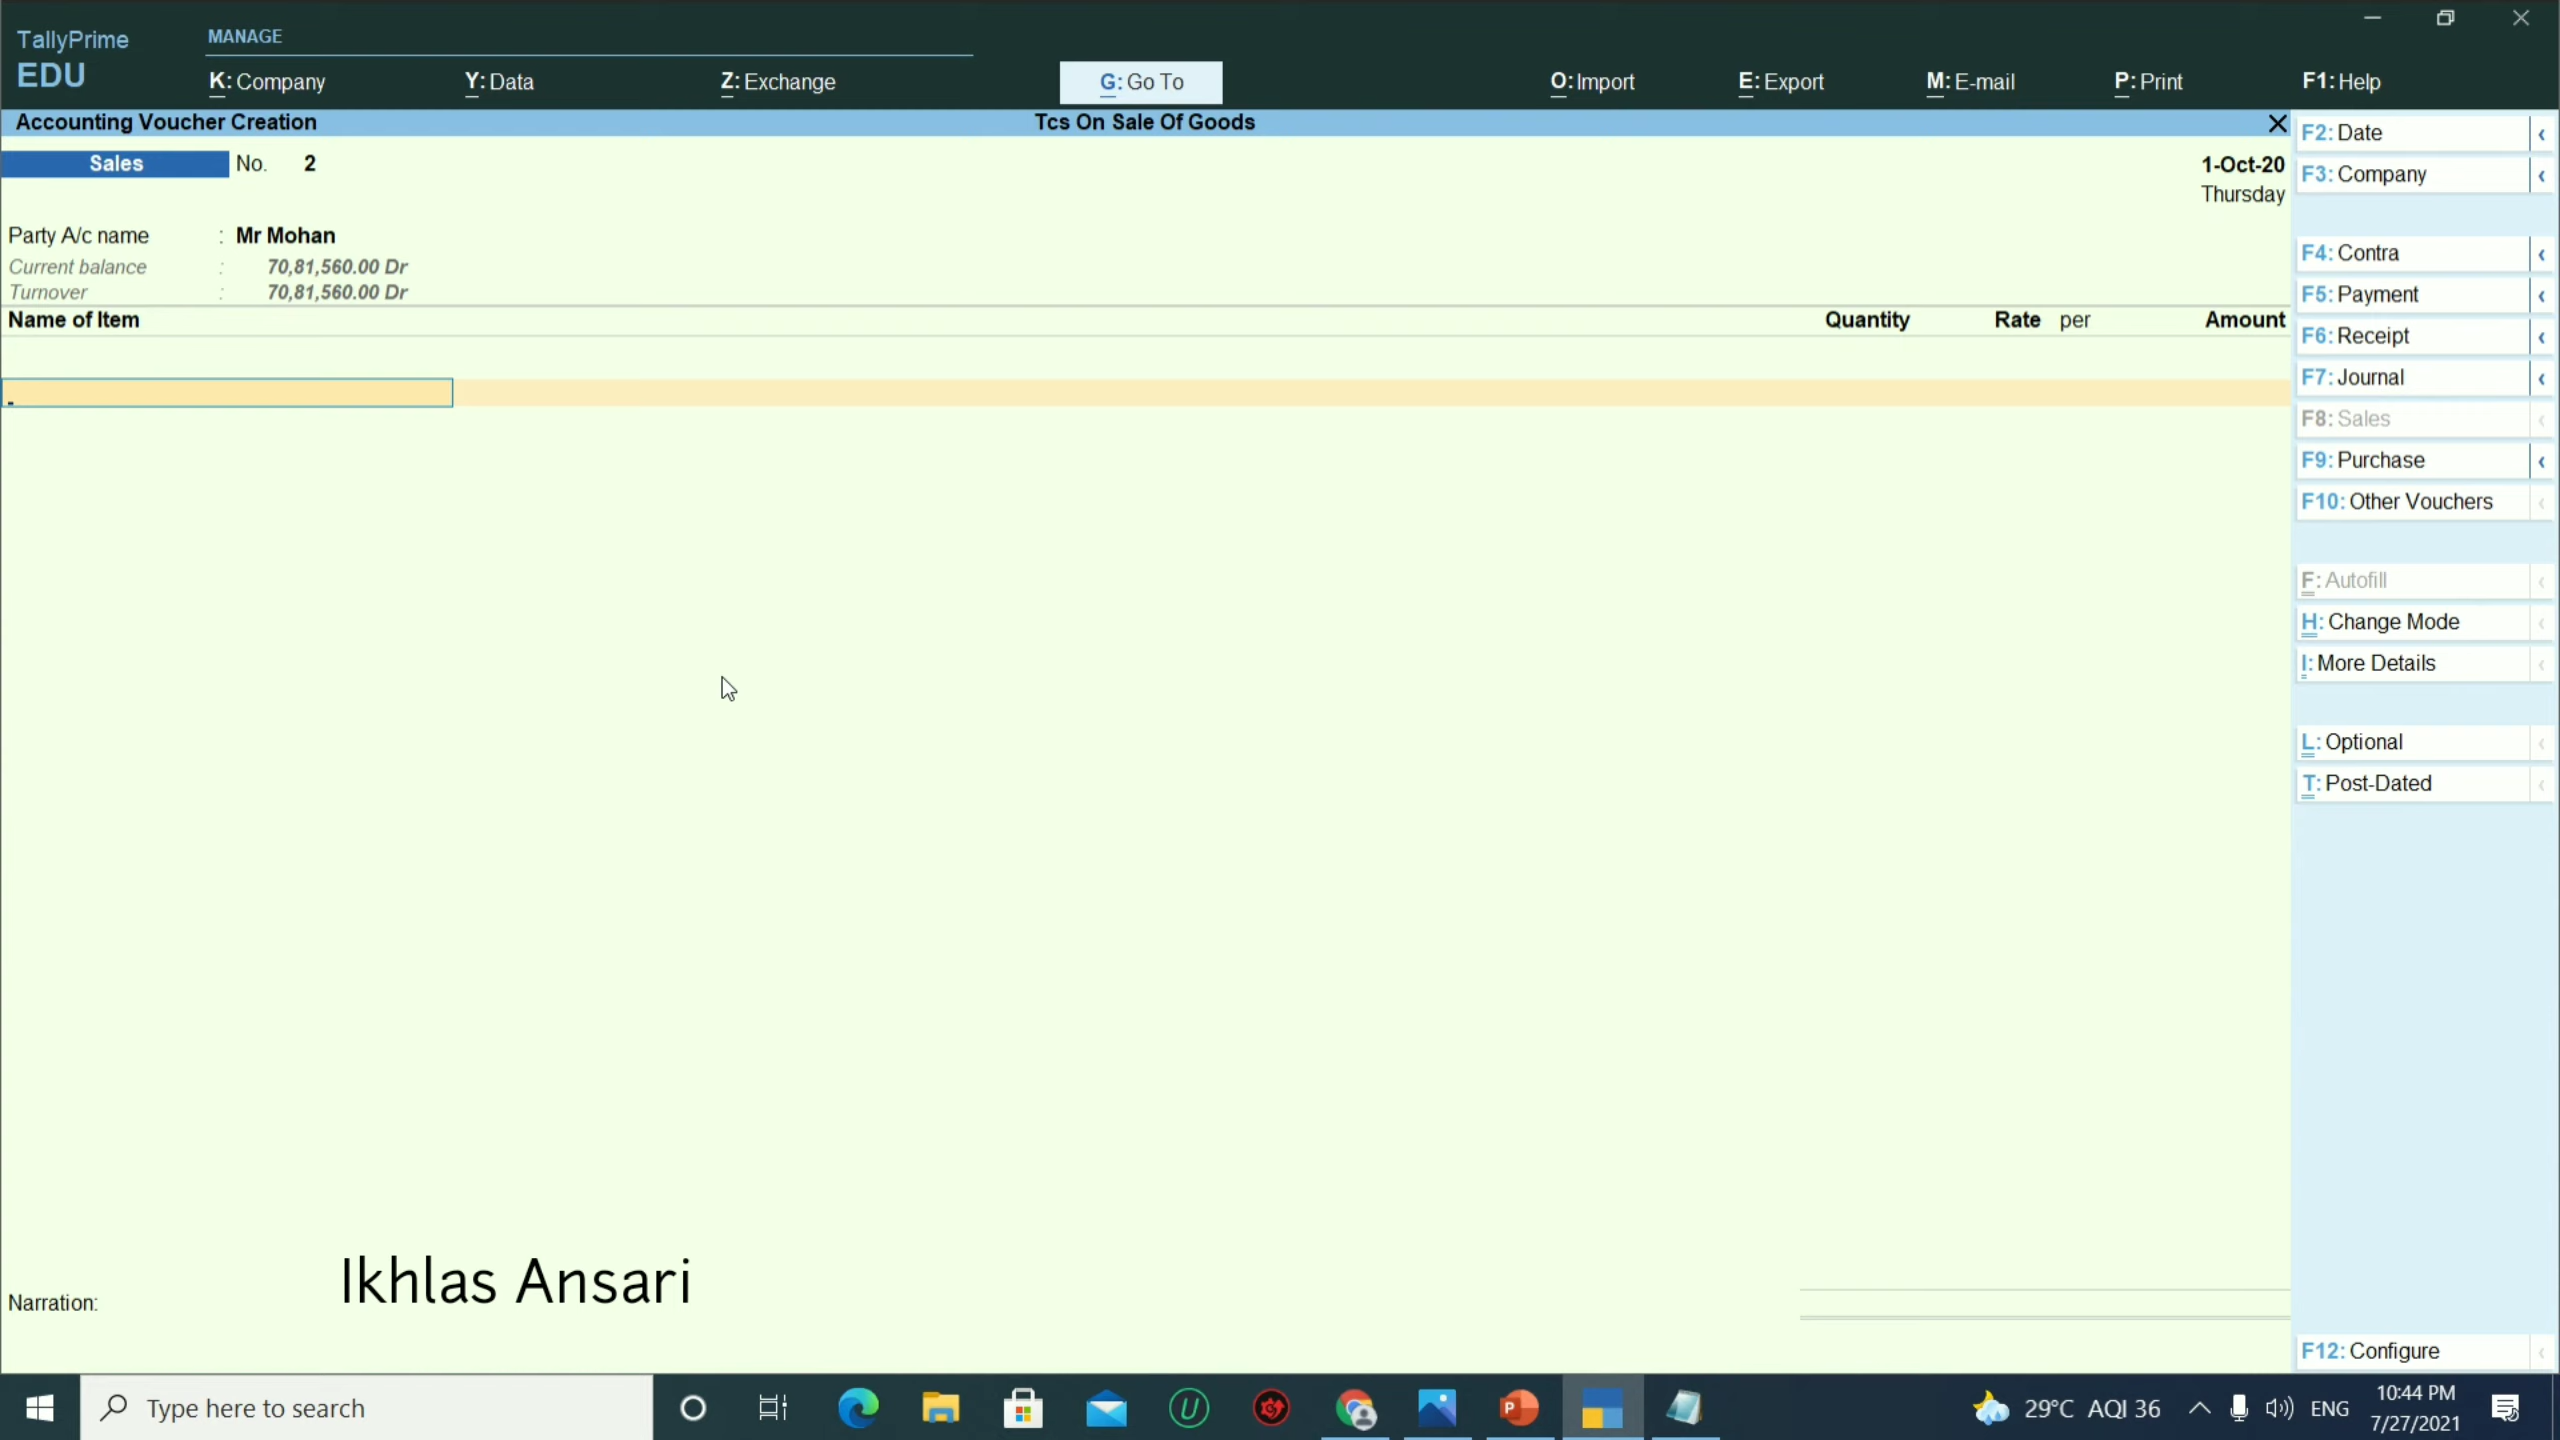 TallyPrime
EDU
MANAGE
K: Company
Y: Data
Z: Exchange
G: Go To
O: Import
E: Export
M: E-mail
P: Print
F1: Help
Accounting Voucher Creation
Tcs On Sale Of Goods
Sales No. 2
1-Oct-20
Thursday
Party A/c name : Mr Mohan
Current balance : 70,81,560.00 Dr
Turnover : 70,81,560.00 Dr
Name of Item Quantity Rate per Amount
F2: Date
F3: Company
F4: Contra
F5: Payment
F6: Receipt
F7: Journal
F8: Sales
F9: Purchase
F10: Other Vouchers
F: Autofill
H: Change Mode
I: More Details
L: Optional
T: Post-Dated
F12: Configure
Narration:
Ikhlas Ansari
Type here to search
29°C AQI 36
ENG
10:44 PM
7/27/2021